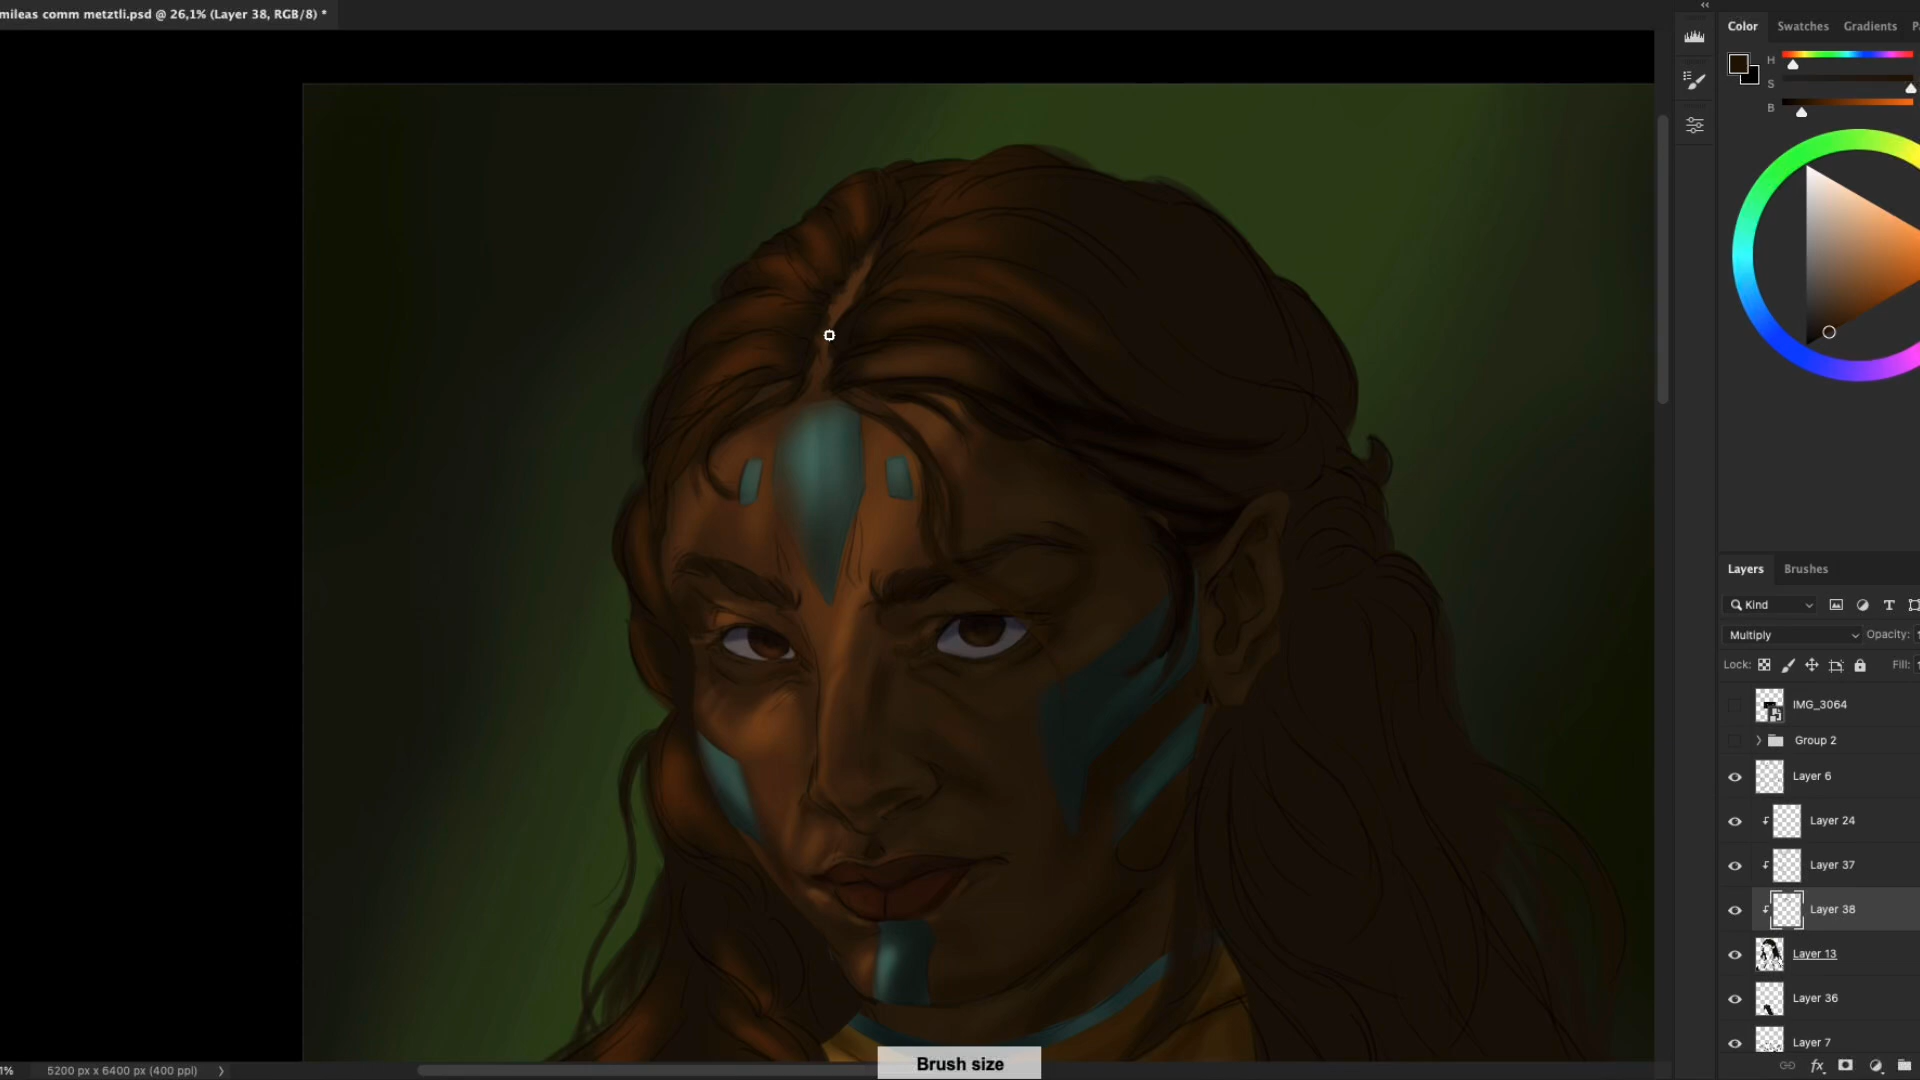 mileas comm metztli.psd @ 26,1% (Layer 38, RGB/8) *
Color
Swatches
Gradients
H
S
B
Layers
Brushes
Kind
Multiply
Opacity:
Lock:
Fill:
IMG_3064
Group 2
Layer 6
Layer 24
Layer 37
Layer 38
Layer 13
Layer 36
Layer 7
fx
1%
5200 px x 6400 px (400 ppi)
Brush size